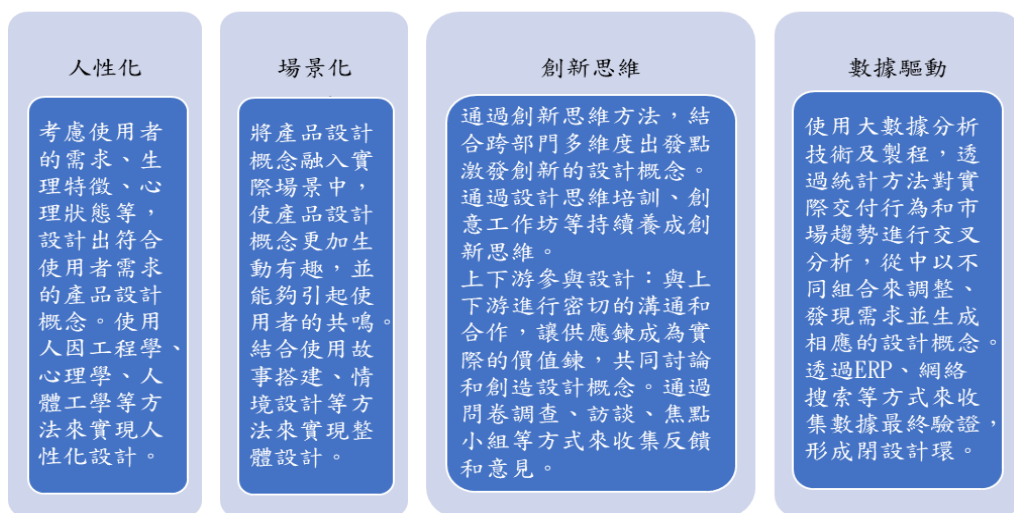 人性化
考慮使用者
的需求、生
理特徵、心
理狀態等，
設計出符合
使用者需求
的產品設計
概念。使用
人因工程學、
心理學、人
體工學等方
法來實現人
性化設計。
場景化
將產品設計
概念融入實
際場景中，
使產品設計
概念更加生
動有趣，並
能夠引起使
用者的共鳴。
結合使用故
事搭建、情
境設計等方
法來實現整
體設計。
創新思維
通過創新思維方法，結
合跨部門多維度出發點
激發創新的設計概念。
通過設計思維培訓、創
意工作坊等持續養成創
新思維。
上下游參與設計：與上
下游進行密切的溝通和
合作，讓供應鍊成為實
際的價值鍊，共同討論
和創造設計概念。通過
問卷調查、訪談、焦點
小組等方式來收集反饋
和意見。
數據驅動
使用大數據分析
技術及製程，透
過統計方法對實
際交付行為和市
場趨勢進行交叉
分析，從中以不
同組合來調整、
發現需求並生成
相應的設計概念。
透過ERP、網絡
搜索等方式來收
集數據最終驗證，
形成閉設計環。